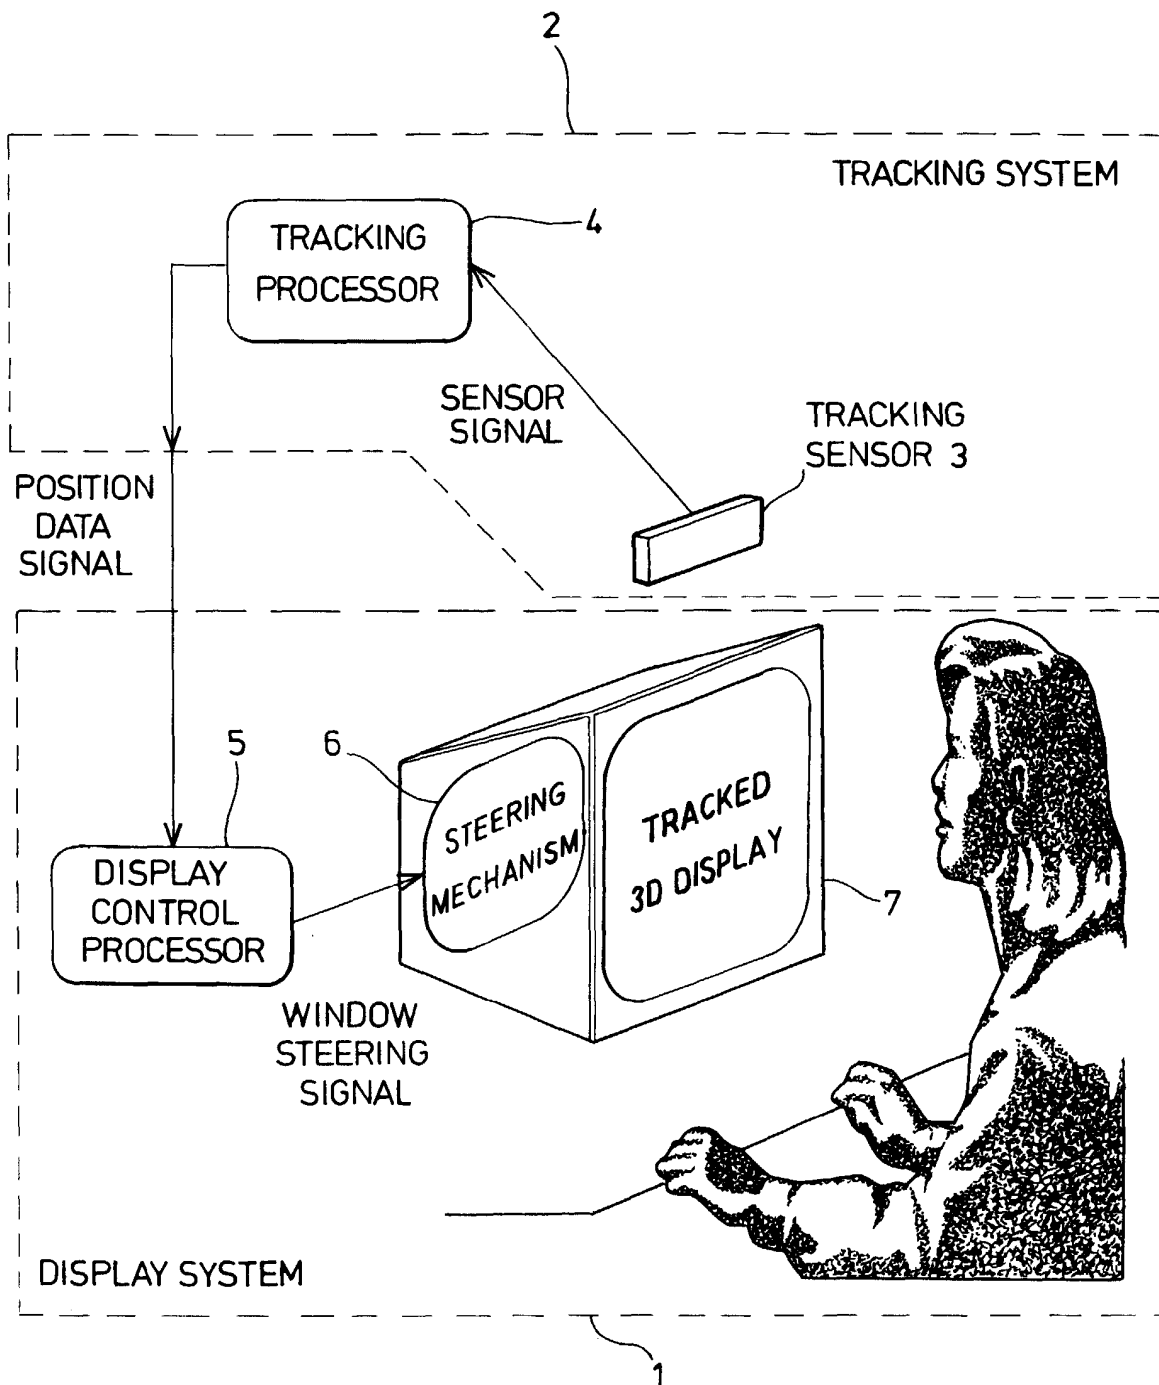 2
TRACKING SYSTEM
TRACKING
PROCESSOR
4
SENSOR
SIGNAL
TRACKING
SENSOR 3
POSITION
DATA
SIGNAL
5
6
DISPLAY
CONTROL
PROCESSOR
STEERING
MECHANISM
TRACKED
3D DISPLAY
7
WINDOW
STEERING
SIGNAL
DISPLAY SYSTEM
1